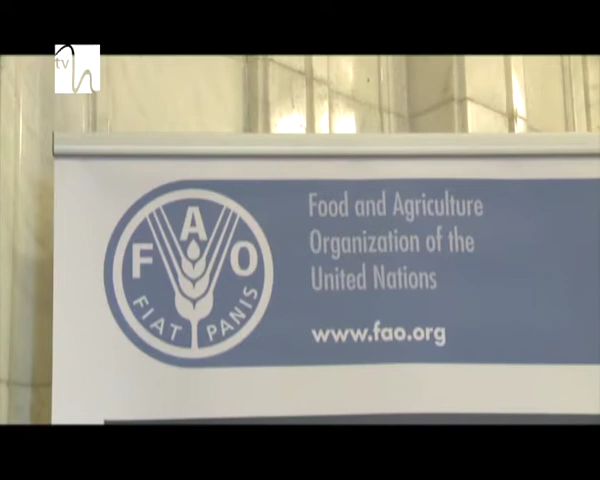 tv
Food and Agriculture
Organization of the
United Nations
www.fao.org
F A O
FIAT PANIS